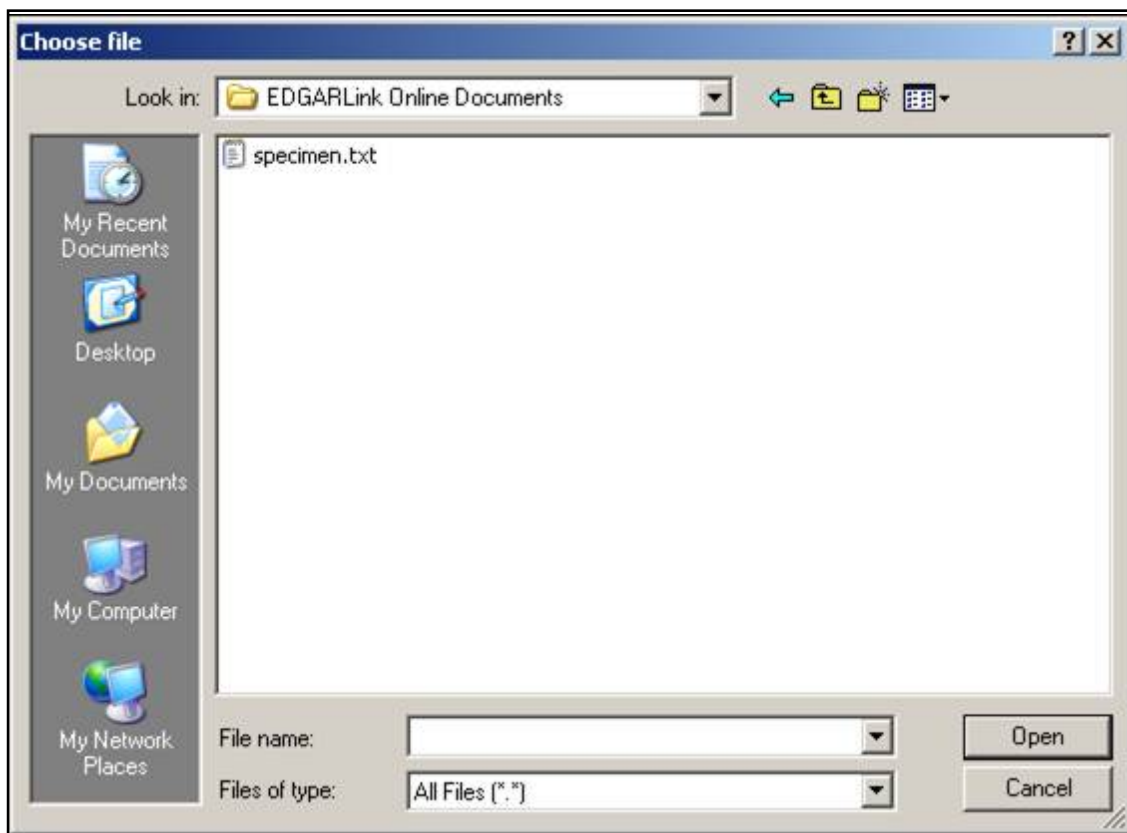 Choose file
Look in:
EDGARLink Online Documents
specimen.txt
My Recent
Documents
Desktop
My Documents
My Computer
My Network
Places
File name:
Open
Files of type:
All Files (*.*)
Cancel